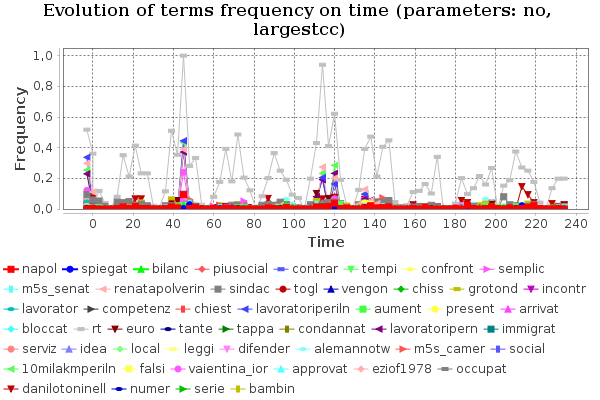 Evolution of terms frequency on time (parameters: no,
largestcc)
1,0
0,8
0,6
0,4
0,2
0,0
Frequency
0 20 40 60 80 100 120 140 160 180 200 220 240
Time
napol spiegat bilanc piusocial contrar tempi confront semplic
m5s_senat renatapolverin sindac togl vengon chiss grotond incontr
lavorator competenz chiest lavoratoriperiln aument present arrivat
bloccat rt euro tante tappa condannat lavoratoripern immigrat
serviz idea local leggi difender alemannotw m5s_camer social
10milakmperiln falsi vaientina_ior approvat eziof1978 occupat
danilotoninell numer serie bambin